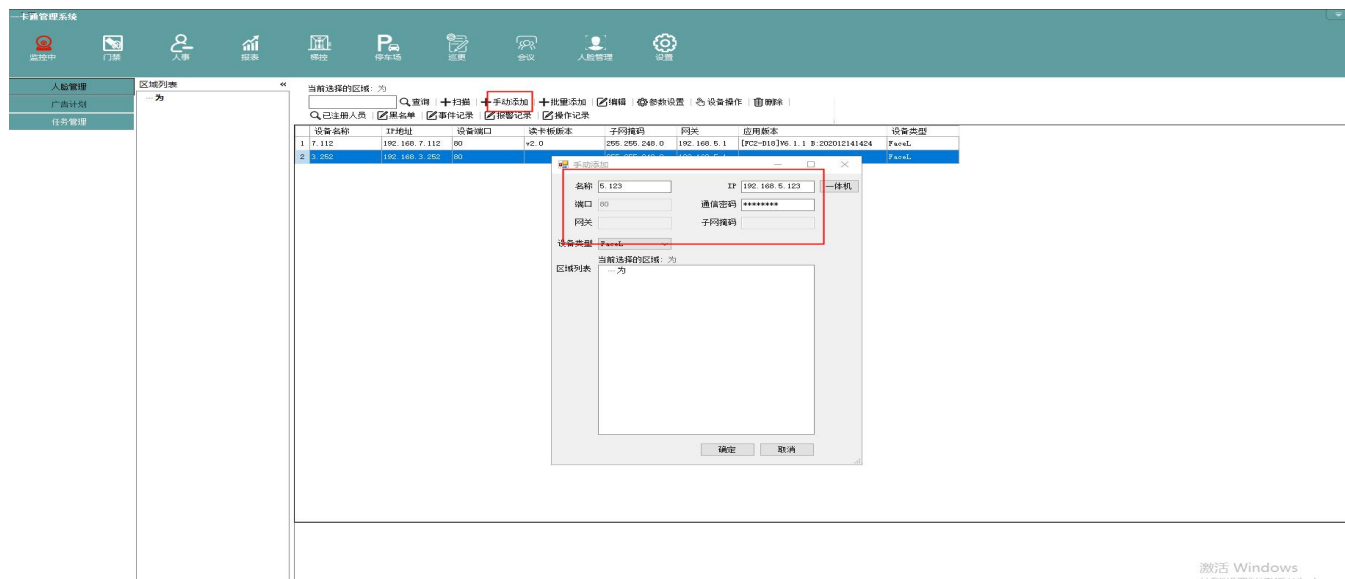 一卡通管理系统
监控中 门禁 人事 报表 梯控 停车场 巡更 会议 人脸管理 设置
人脸管理
广告计划
任务管理
区域列表 «
为
当前选择的区域: 为
查询 扫描 手动添加 批量添加 编辑 参数设置 设备操作 删除
已注册人员 黑名单 事件记录 报警记录 操作记录
设备名称 IP地址 设备端口 读卡板版本 子网掩码 网关 应用版本 设备类型
1 7.112 192.168.7.112 80 v2.0 255.255.248.0 192.168.5.1 [FC2-D18]V6.1.1 B:202012141424 FaceL
2 3.252 192.168.3.252 80 255.255.248.0 192.168.5.1 FaceL
手动添加
名称 5.123 IP 192.168.5.123 一体机
端口 80 通信密码 ********
网关 子网掩码
设备类型 FaceL
当前选择的区域: 为
区域列表 为
确定 取消
激活 Windows